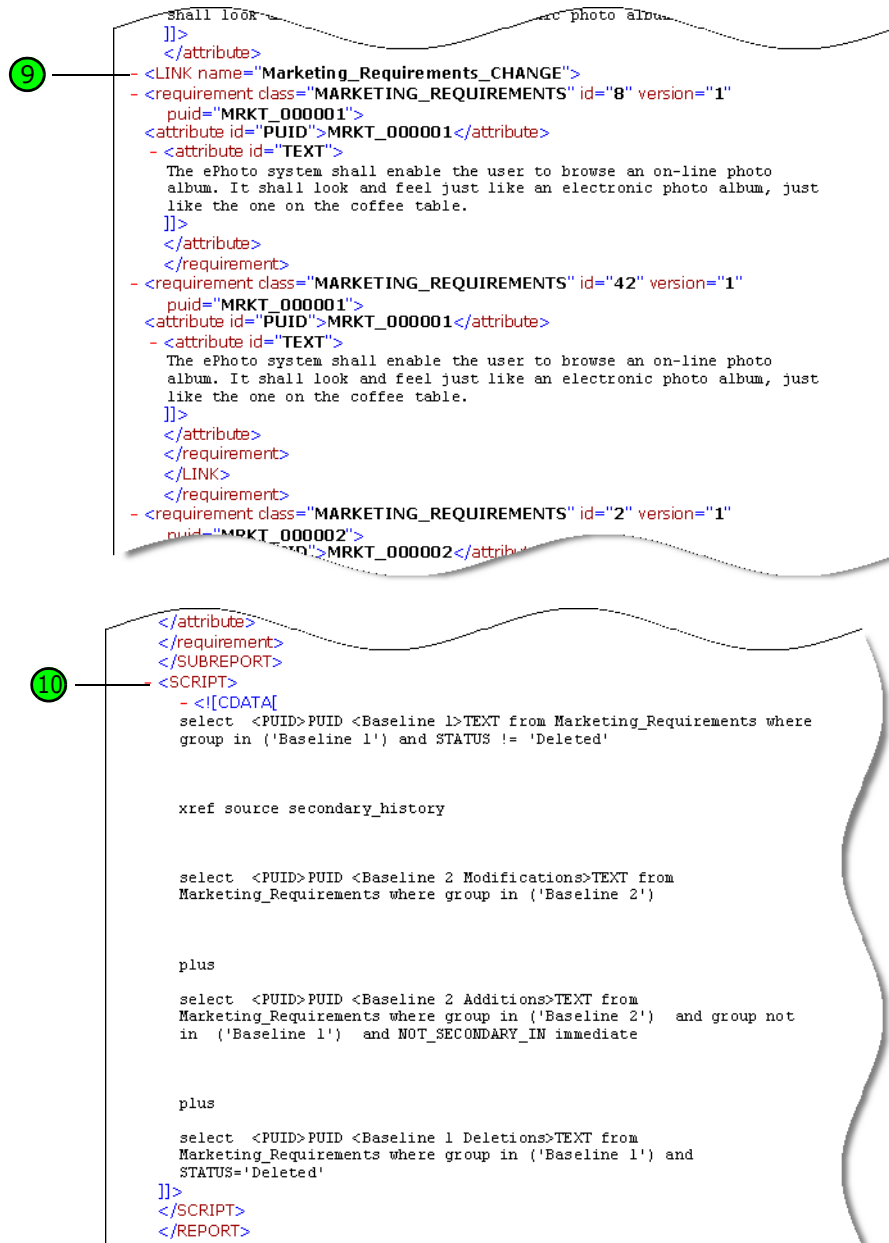 shall look
photo
]]>
</attribute>
9
- <LINK name="Marketing_Requirements_CHANGE">
- <requirement class="MARKETING_REQUIREMENTS" id="8" version="1"
puid="MRKT_000001">
<attribute id="PUID">MRKT_000001</attribute>
- <attribute id="TEXT">
The ePhoto system shall enable the user to browse an on-line photo
album. It shall look and feel just like an electronic photo album, just
like the one on the coffee table.
]]>
</attribute>
</requirement>
- <requirement class="MARKETING_REQUIREMENTS" id="42" version="1"
puid="MRKT_000001">
<attribute id="PUID">MRKT_000001</attribute>
- <attribute id="TEXT">
The ePhoto system shall enable the user to browse an on-line photo
album. It shall look and feel just like an electronic photo album, just
like the one on the coffee table.
]]>
</attribute>
</requirement>
</LINK>
</requirement>
- <requirement class="MARKETING_REQUIREMENTS" id="2" version="1"
puid="MRKT_000002">
">MRKT_000002</attribu
</attribute>
</requirement>
</SUBREPORT>
10
- <SCRIPT>
- <![CDATA[
select <PUID>PUID <Baseline 1>TEXT from Marketing_Requirements where
group in ('Baseline 1') and STATUS != 'Deleted'
xref source secondary_history
select <PUID>PUID <Baseline 2 Modifications>TEXT from
Marketing_Requirements where group in ('Baseline 2')
plus
select <PUID>PUID <Baseline 2 Additions>TEXT from
Marketing_Requirements where group in ('Baseline 2') and group not
in ('Baseline 1') and NOT_SECONDARY_IN immediate
plus
select <PUID>PUID <Baseline 1 Deletions>TEXT from
Marketing_Requirements where group in ('Baseline 1') and
STATUS='Deleted'
]]>
</SCRIPT>
</REPORT>